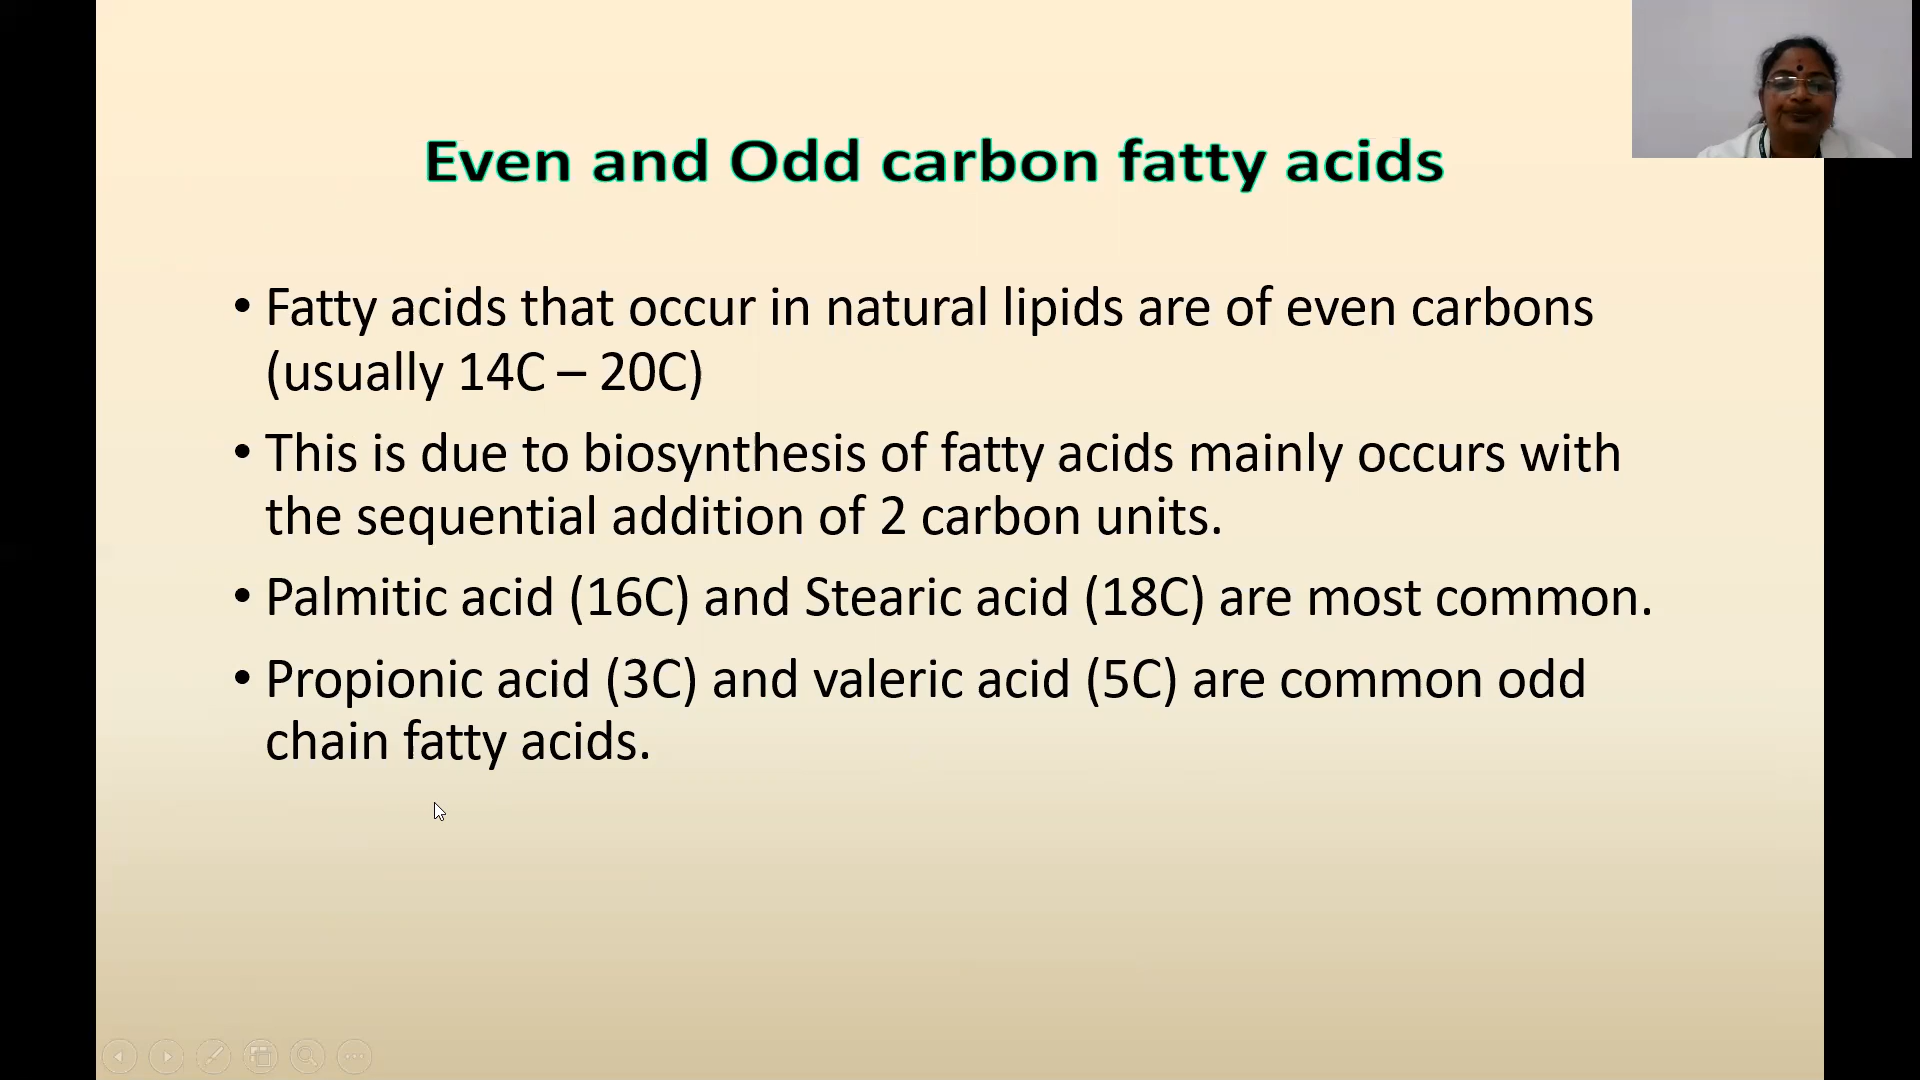 Even and Odd carbon fatty acids
• Fatty acids that occur in natural lipids are of even carbons
(usually 14C – 20C)
• This is due to biosynthesis of fatty acids mainly occurs with
the sequential addition of 2 carbon units.
• Palmitic acid (16C) and Stearic acid (18C) are most common.
• Propionic acid (3C) and valeric acid (5C) are common odd
chain fatty acids.